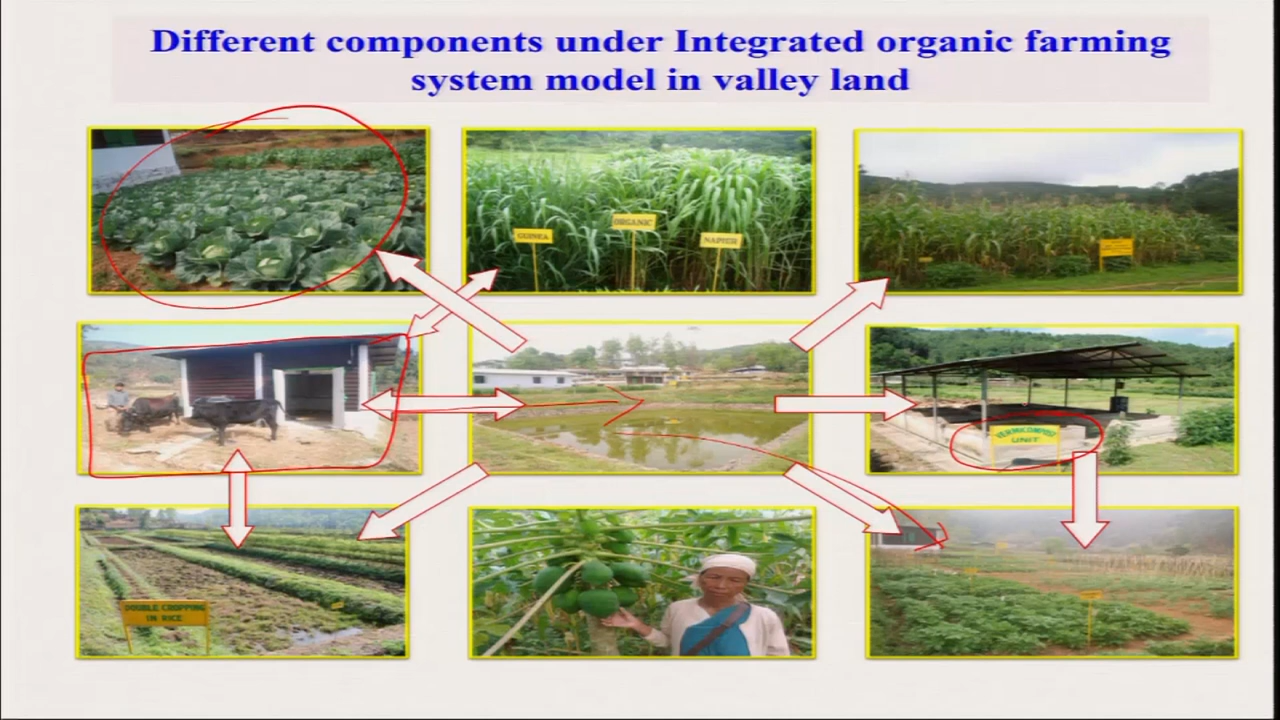 Different components under Integrated organic farming
system model in valley land
GUINEA
ORGANIC
NAPIER
VERMICOMPOST
UNIT
DOUBLE CROPPING
IN RICE